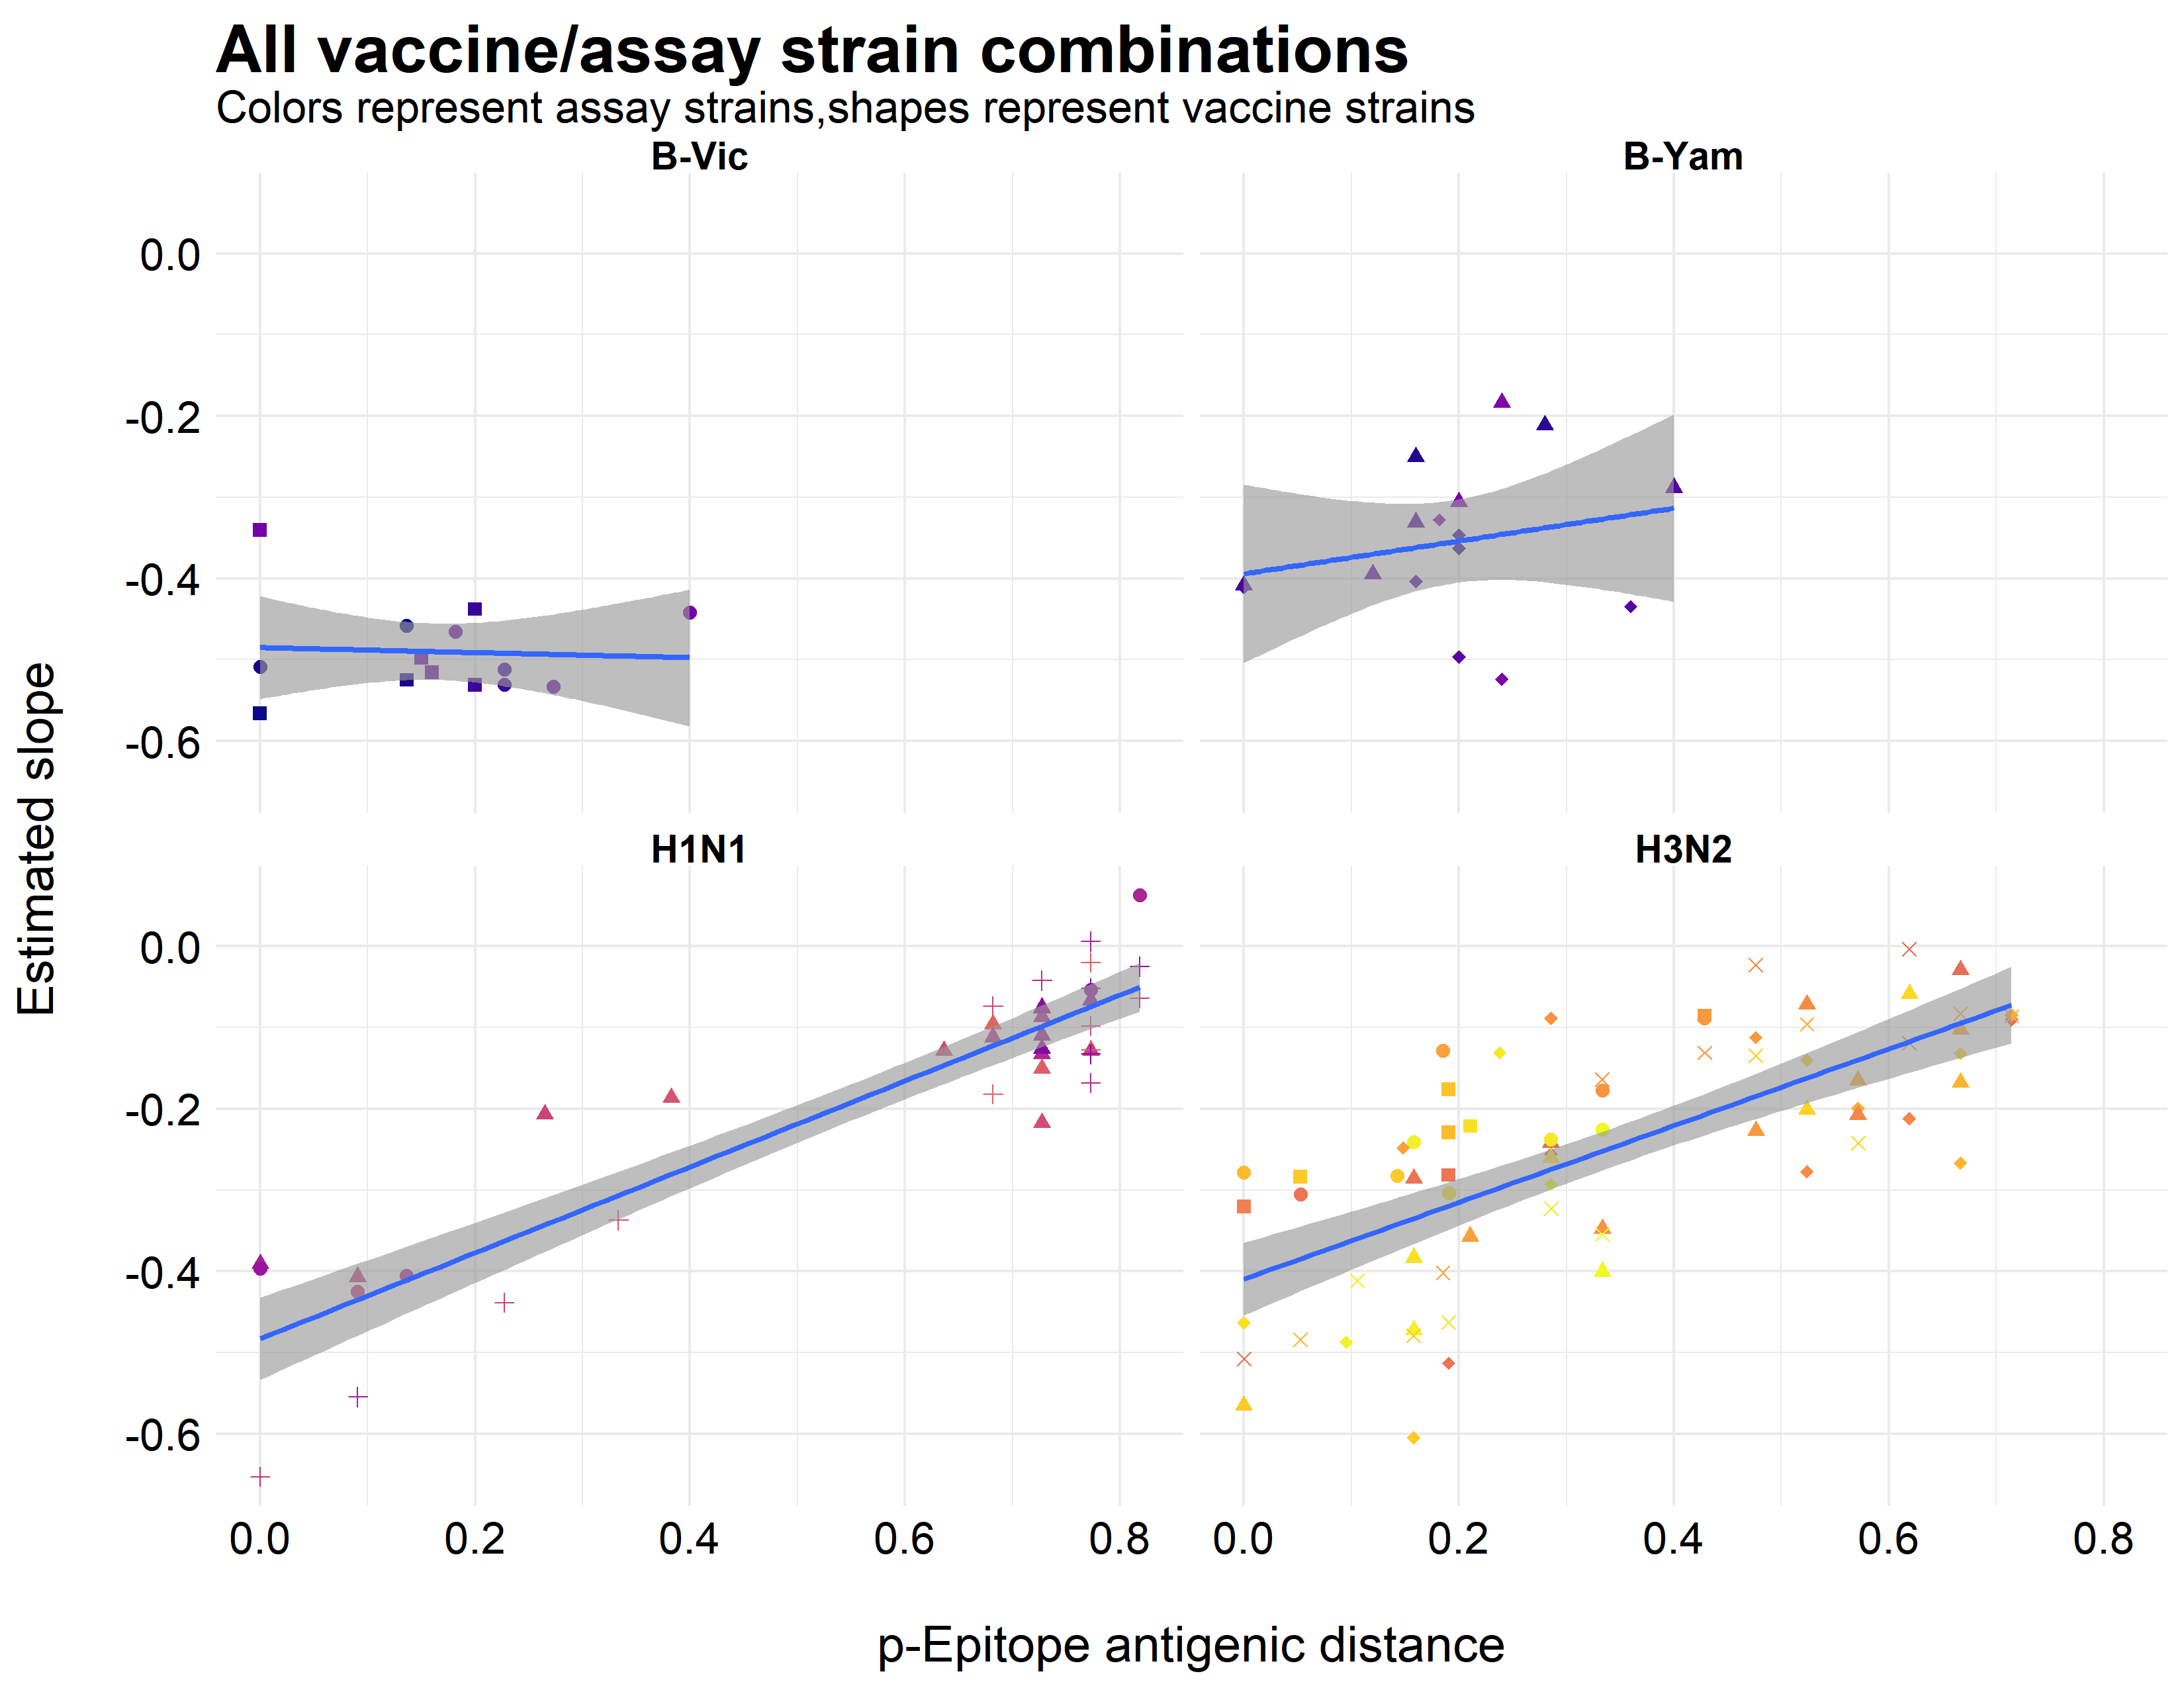 All vaccine/assay strain combinations
Colors represent assay strains,shapes represent vaccine strains
B-Vic
B-Yam
0.0
-0.2
-0.4
-0.6
H1N1
H3N2
0.0
-0.2
-0.4
-0.6
0.0 0.2 0.4 0.6 0.8
0.0 0.2 0.4 0.6 0.8
Estimated slope
p-Epitope antigenic distance